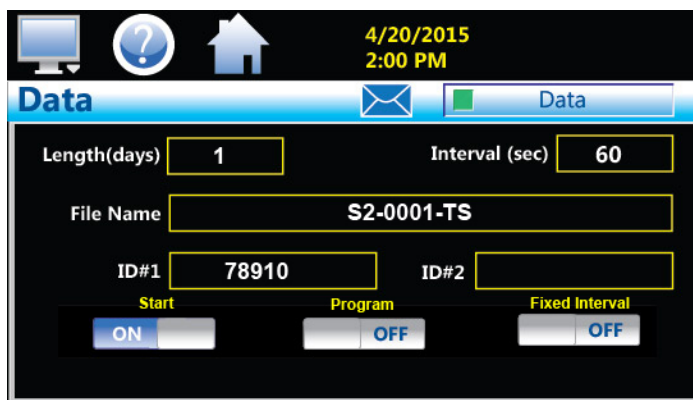 4/20/2015
2:00 PM
Data
Data
Length(days) 1 Interval (sec) 60
File Name S2-0001-TS
ID#1 78910 ID#2
Start Program Fixed Interval
ON OFF OFF